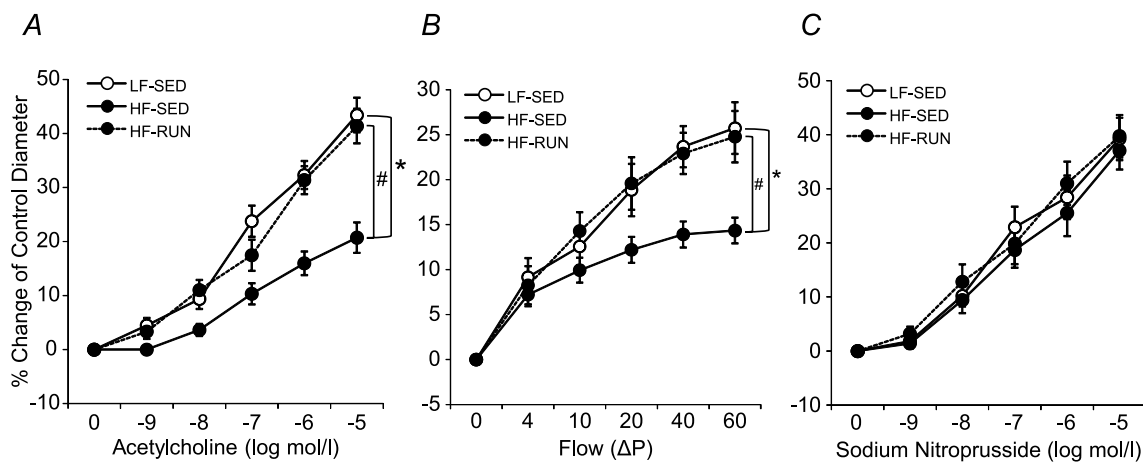 A
B
C
% Change of Control Diameter
50
40
30
20
10
0
-10
LF-SED
HF-SED
HF-RUN
#
*
0 -9 -8 -7 -6 -5
Acetylcholine (log mol/l)
30
25
20
15
10
5
0
-5
LF-SED
HF-SED
HF-RUN
#
*
0 4 10 20 40 60
Flow (ΔP)
50
40
30
20
10
0
-10
LF-SED
HF-SED
HF-RUN
0 -9 -8 -7 -6 -5
Sodium Nitroprusside (log mol/l)